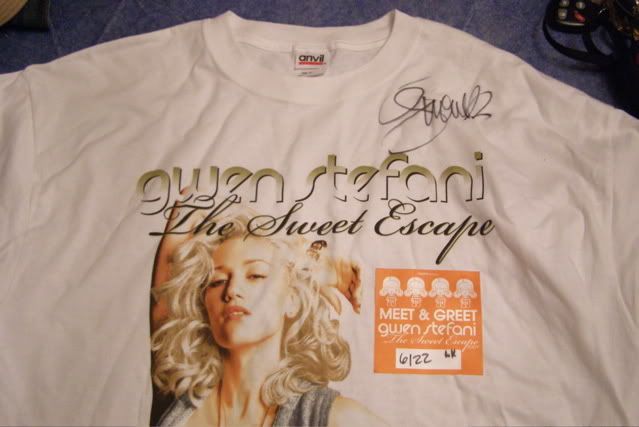 anvil
gwen stefani
The Sweet Escape
MEET & GREET
gwen stefani
The Sweet Escape
6/22